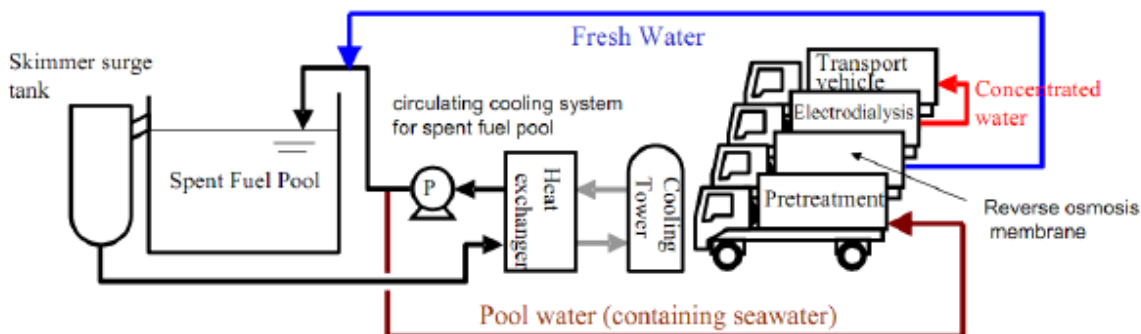 Fresh Water
Skimmer surge
tank
Transport
vehicle
circulating cooling system
for spent fuel pool
Electrodialysis
Concentrated
water
Spent Fuel Pool
P
Heat
exchanger
Cooling
Tower
Pretreatment
Reverse osmosis
membrane
Pool water (containing seawater)